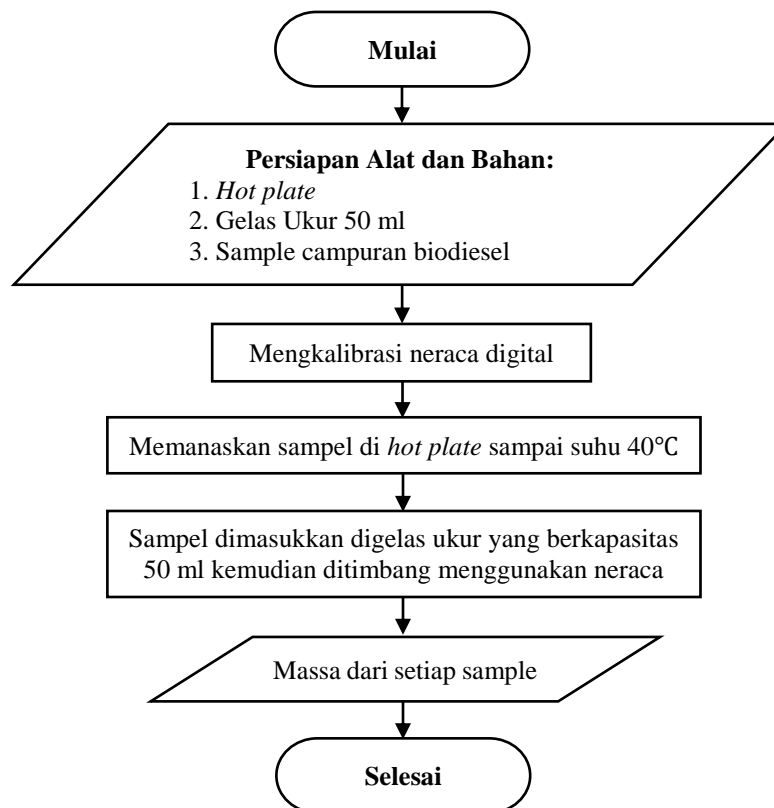 Mulai
Persiapan Alat dan Bahan:
1. Hot plate
2. Gelas Ukur 50 ml
3. Sample campuran biodiesel
Mengkalibrasi neraca digital
Memanaskan sampel di hot plate sampai suhu 40℃
Sampel dimasukkan digelas ukur yang berkapasitas
50 ml kemudian ditimbang menggunakan neraca
Massa dari setiap sample
Selesai